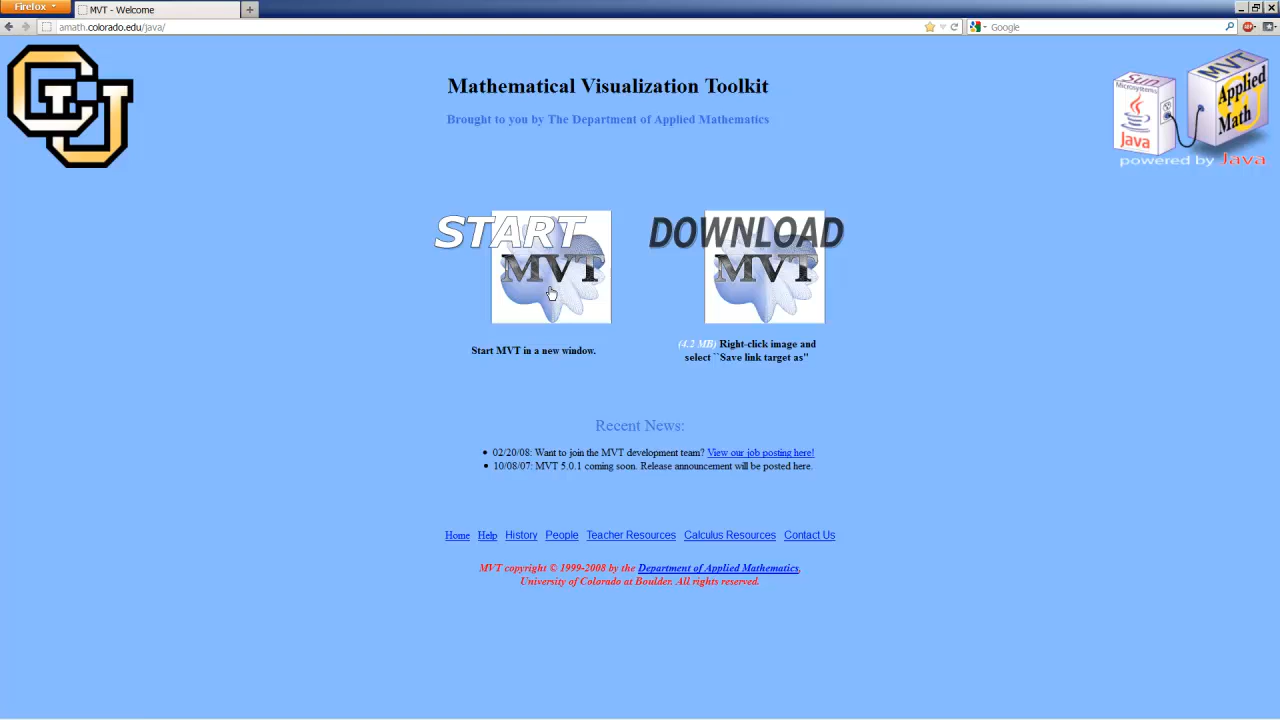 Firefox
MVT - Welcome
amath.colorado.edu/java/
Google
CU
Mathematical Visualization Toolkit
Brought to you by The Department of Applied Mathematics
Sun
Microsystems
Java
MVT
Applied
Math
powered by Java
START
MVT
DOWNLOAD
MVT
Start MVT in a new window.
(4.2 MB) Right-click image and
select ``Save link target as"
Recent News:
02/20/08: Want to join the MVT development team? View our job posting here!
10/08/07: MVT 5.0.1 coming soon. Release announcement will be posted here.
Home Help History People Teacher Resources Calculus Resources Contact Us
MVT copyright © 1999-2008 by the Department of Applied Mathematics,
University of Colorado at Boulder. All rights reserved.